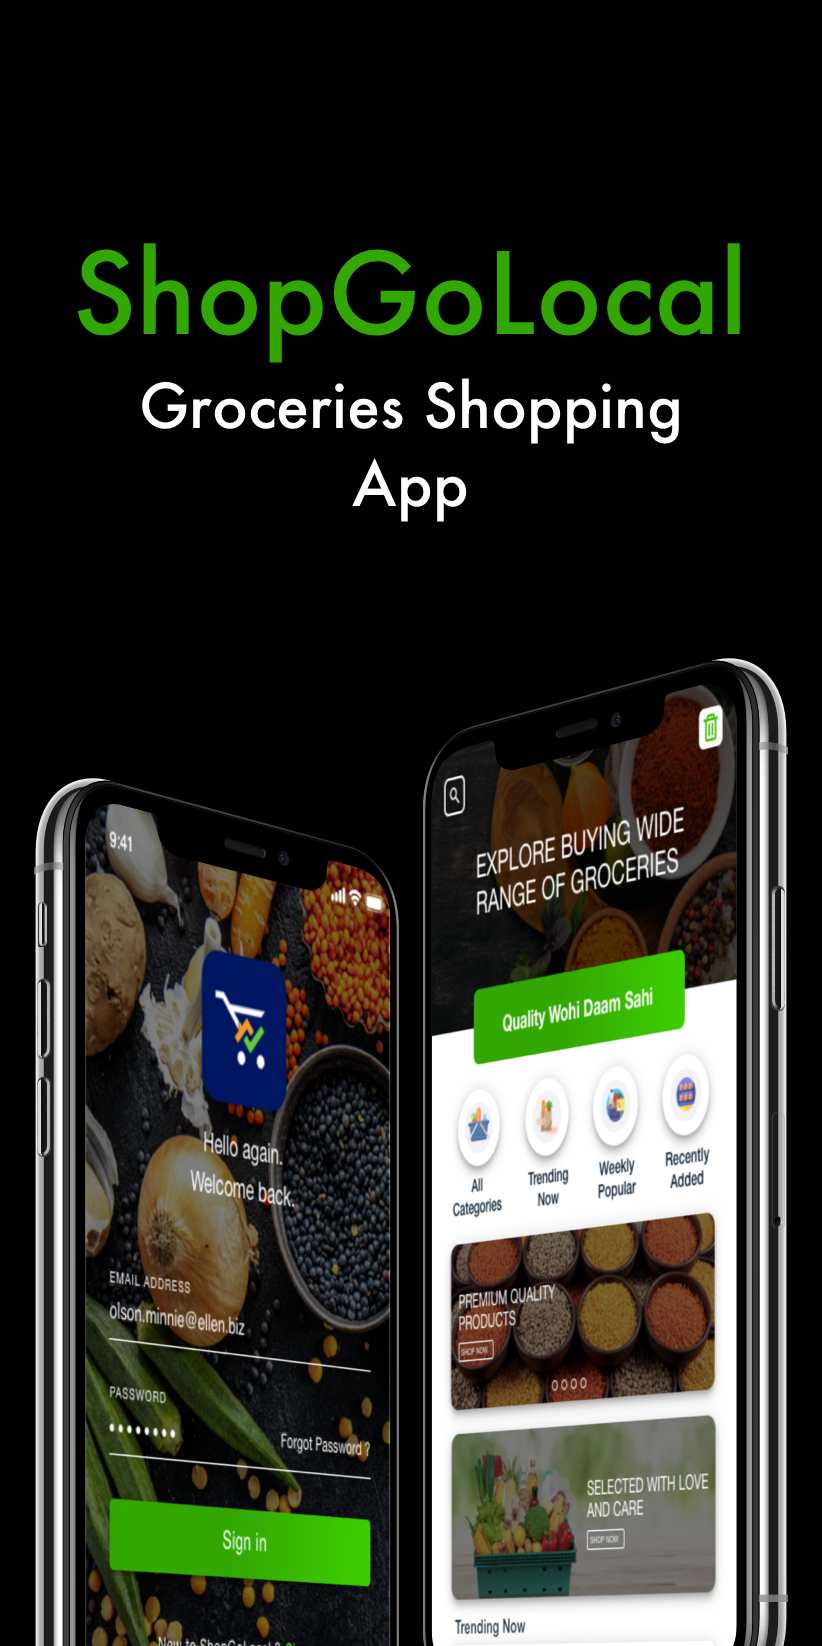 ShopGoLocal
Groceries Shopping
App
9:41
Hello again.
Welcome back.
EMAIL ADDRESS
olson.minnie@ellen.biz
PASSWORD
Forgot Password ?
Sign in
New to ShopGoLocal ?
EXPLORE BUYING WIDE
RANGE OF GROCERIES
Quality Wohi Daam Sahi
All
Categories
Trending
Now
Weekly
Popular
Recently
Added
PREMIUM QUALITY
PRODUCTS
SHOP NOW
SELECTED WITH LOVE
AND CARE
SHOP NOW
Trending Now